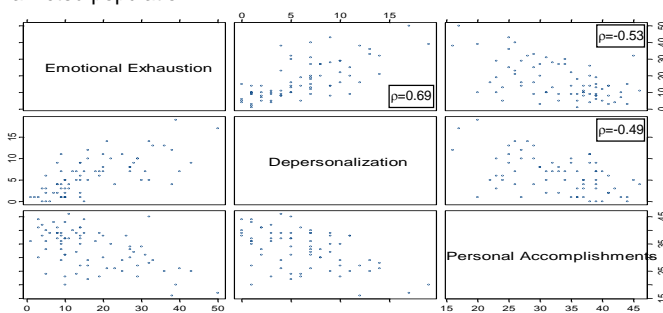 0 5 10 15
Emotional Exhaustion
ρ=0.69
ρ=-0.53
0 10 20 30 40 50
0 5 10 15
Depersonalization
ρ=-0.49
Personal Accomplishments
15 25 35 45
0 10 20 30 40 50
15 20 25 30 35 40 45